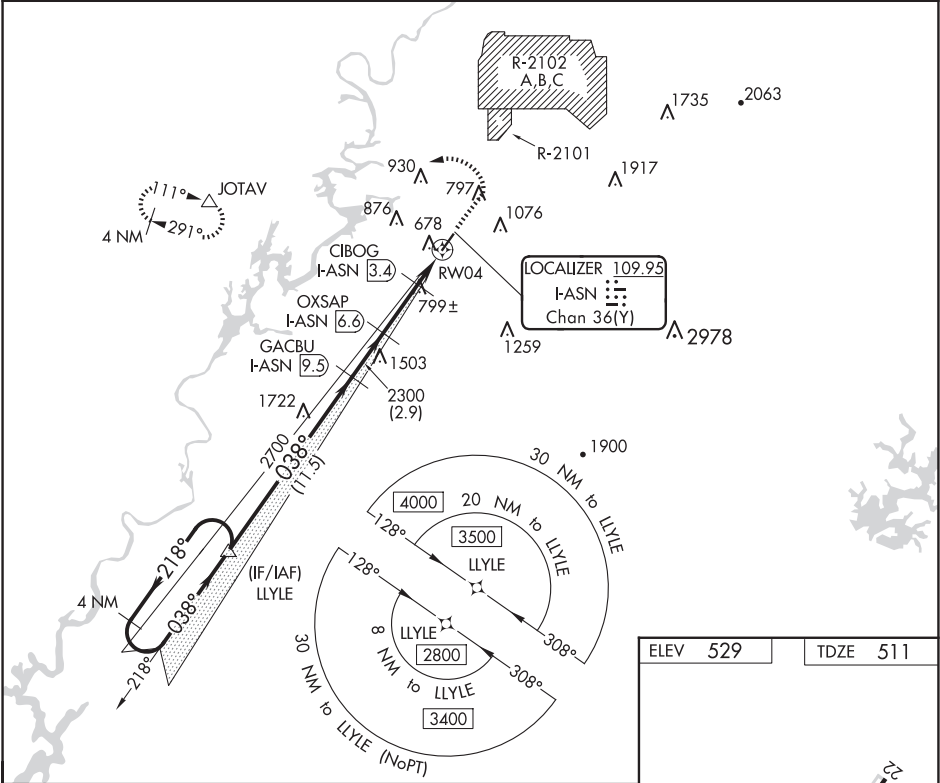 R-2102
A,B,C
1735
2063
R-2101
930
797
1917
111°
JOTAV
291°
4 NM
876
678
1076
CIBOG
I-ASN 3.4
RW04
799±
LOCALIZER 109.95
I-ASN
Chan 36(Y)
OXSAP
I-ASN 6.6
1259
2978
GACBU
I-ASN 9.5
1503
2300
(2.9)
1722
2700
038°
(11.5)
1900
30 NM to LLYLE
4000
20 NM to LLYLE
128°
3500
LLYLE
308°
218°
(IF/IAF)
LLYLE
4 NM
038°
218°
128°
LLYLE
2800
8 NM to LLYLE
308°
3400
30 NM to LLYLE (NoPT)
ELEV 529
TDZE 511
22